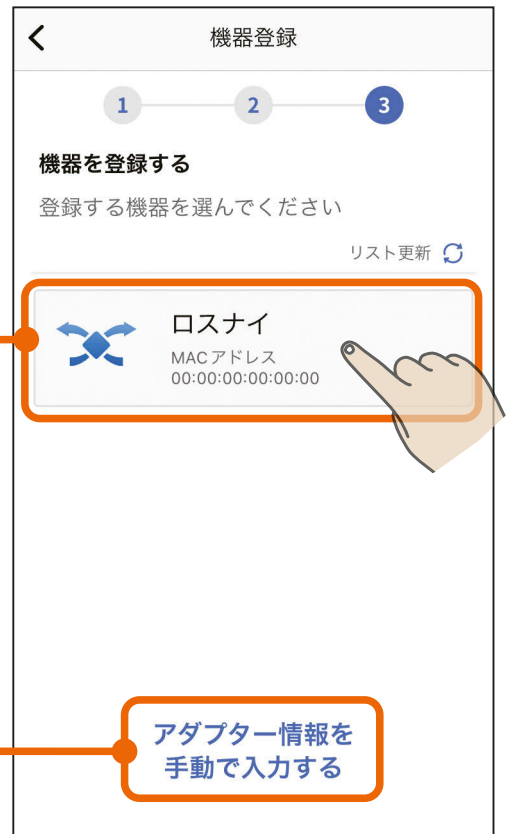 機器登録
1
2
3
機器を登録する
登録する機器を選んでください
リスト更新
ロスナイ
MACアドレス
00:00:00:00:00:00
アダプター情報を
手動で入力する